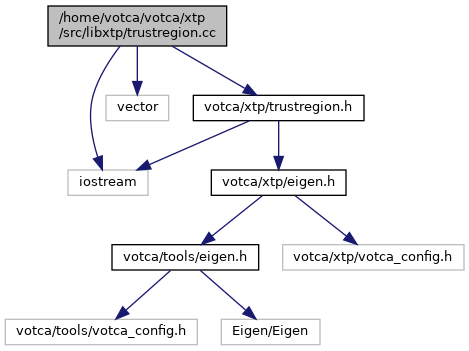 /home/votca/votca/xtp
/src/libxtp/trustregion.cc
vector
votca/xtp/trustregion.h
iostream
votca/xtp/eigen.h
votca/tools/eigen.h
votca/xtp/votca_config.h
votca/tools/votca_config.h
Eigen/Eigen